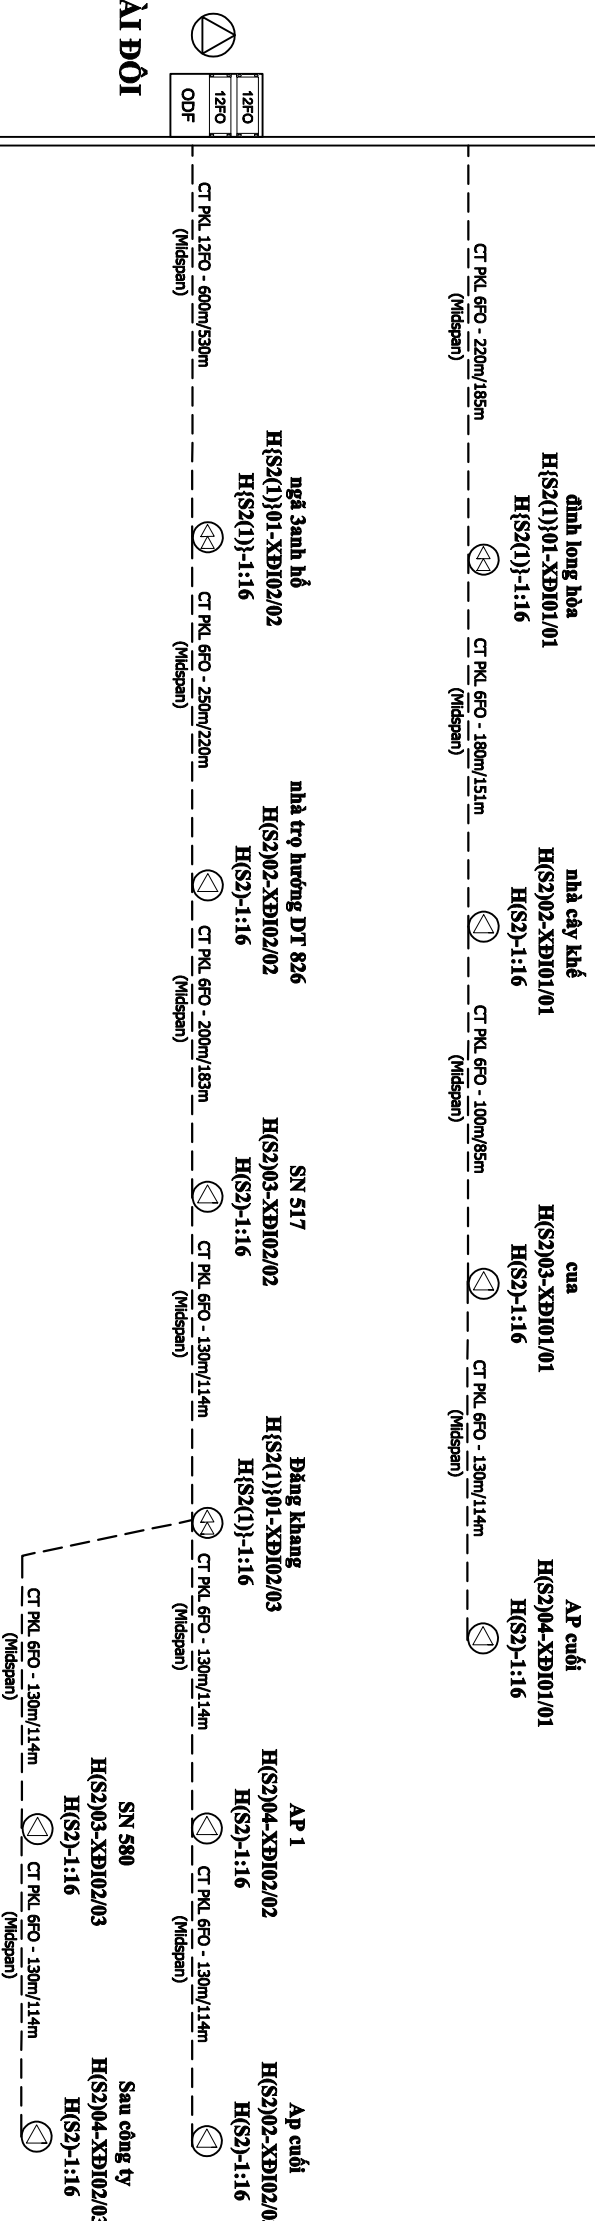 CT PKL 6FO - 220m/185m
(Midspan)
đình long hòa
H{S2(1)}01-XĐI01/01
H{S2(1)}-1:16
CT PKL 6FO - 180m/151m
(Midspan)
nhà cây khế
H(S2)02-XĐI01/01
H(S2)-1:16
CT PKL 6FO - 100m/85m
(Midspan)
cua
H(S2)03-XĐI01/01
H(S2)-1:16
CT PKL 6FO - 130m/114m
(Midspan)
AP cuối
H(S2)04-XĐI01/01
H(S2)-1:16
12FO
12FO
ODF
ÀI ĐÔI
CT PKL 12FO - 600m/530m
(Midspan)
ngã 3anh hổ
H{S2(1)}01-XĐI02/02
H{S2(1)}-1:16
CT PKL 6FO - 250m/220m
(Midspan)
nhà trọ hướng DT 826
H(S2)02-XĐI02/02
H(S2)-1:16
CT PKL 6FO - 200m/183m
(Midspan)
SN 517
H(S2)03-XĐI02/02
H(S2)-1:16
CT PKL 6FO - 130m/114m
(Midspan)
Đăng khang
H{S2(1)}01-XĐI02/03
H{S2(1)}-1:16
CT PKL 6FO - 130m/114m
(Midspan)
AP 1
H(S2)04-XĐI02/02
H(S2)-1:16
CT PKL 6FO - 130m/114m
(Midspan)
Ap cuối
H(S2)02-XĐI02/0
H(S2)-1:16
CT PKL 6FO - 130m/114m
(Midspan)
SN 580
H(S2)03-XĐI02/03
H(S2)-1:16
CT PKL 6FO - 130m/114m
(Midspan)
Sau công ty
H(S2)04-XĐI02/03
H(S2)-1:16